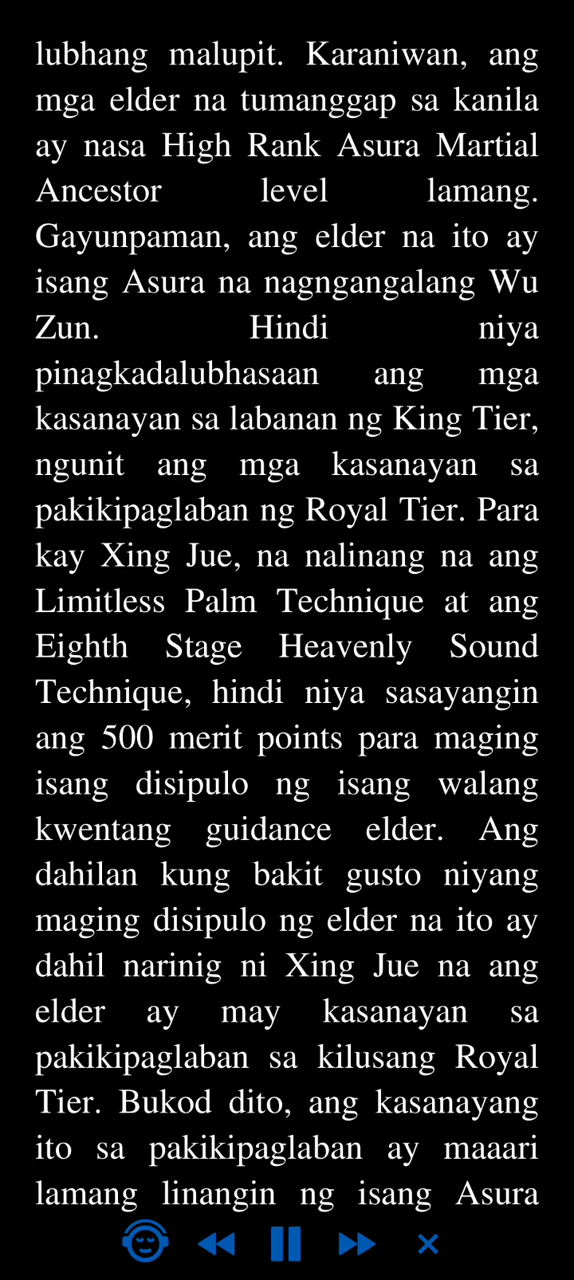 lubhang malupit. Karaniwan, ang
mga elder na tumanggap sa kanila
ay nasa High Rank Asura Martial
Ancestor level lamang.
Gayunpaman, ang elder na ito ay
isang Asura na nagngangalang Wu
Zun. Hindi niya
pinagkadalubhasaan ang mga
kasanayan sa labanan ng King Tier,
ngunit ang mga kasanayan sa
pakikipaglaban ng Royal Tier. Para
kay Xing Jue, na nalinang na ang
Limitless Palm Technique at ang
Eighth Stage Heavenly Sound
Technique, hindi niya sasayangin
ang 500 merit points para maging
isang disipulo ng isang walang
kwentang guidance elder. Ang
dahilan kung bakit gusto niyang
maging disipulo ng elder na ito ay
dahil narinig ni Xing Jue na ang
elder ay may kasanayan sa
pakikipaglaban sa kilusang Royal
Tier. Bukod dito, ang kasanayang
ito sa pakikipaglaban ay maaari
lamang linangin ng isang Asura